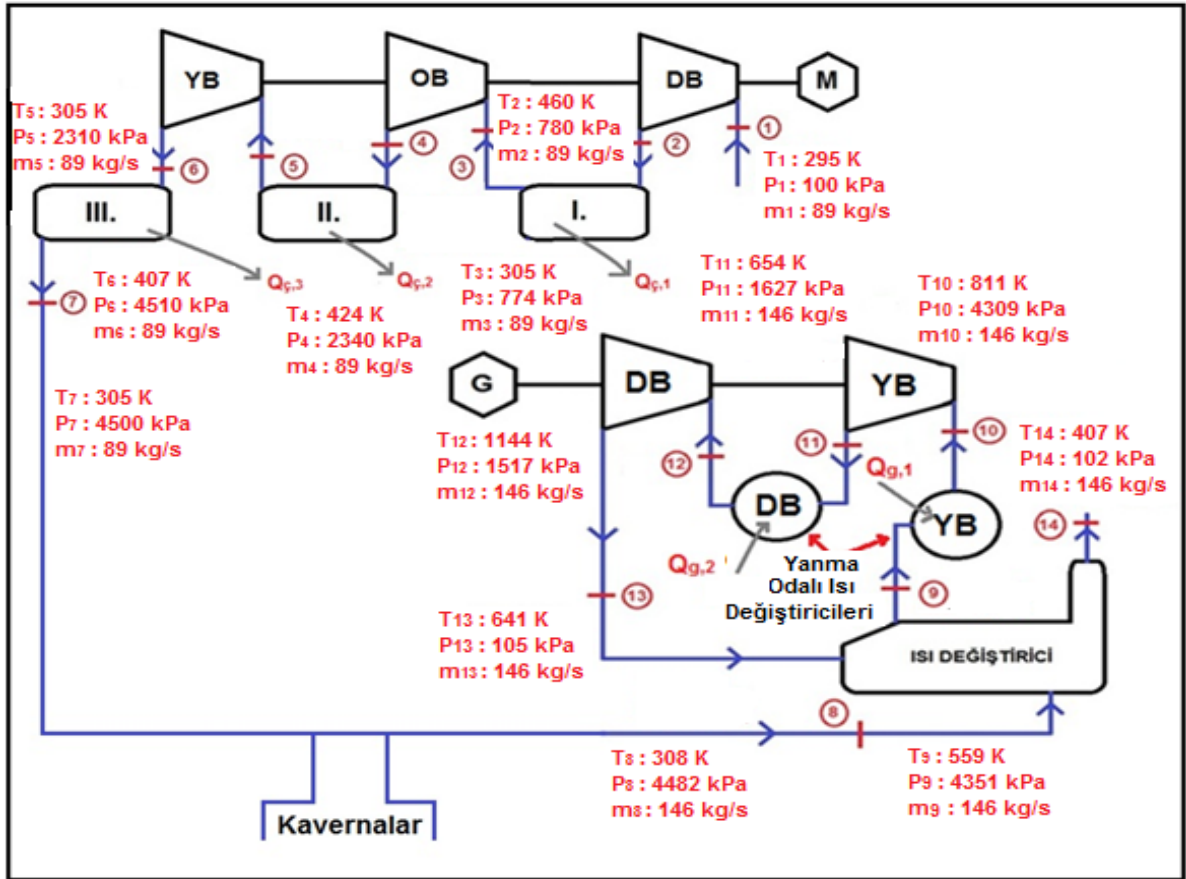 YB
OB
DB
M
T5 : 305 K
P5 : 2310 kPa
m5 : 89 kg/s
T2 : 460 K
P2 : 780 kPa
m2 : 89 kg/s
6
5
4
3
2
1
T1 : 295 K
P1 : 100 kPa
m1 : 89 kg/s
III.
II.
I.
Qç,3
Qç,2
Qç,1
7
T6 : 407 K
P6 : 4510 kPa
m6 : 89 kg/s
T4 : 424 K
P4 : 2340 kPa
m4 : 89 kg/s
T3 : 305 K
P3 : 774 kPa
m3 : 89 kg/s
T11 : 654 K
P11 : 1627 kPa
m11 : 146 kg/s
T10 : 811 K
P10 : 4309 kPa
m10 : 146 kg/s
G
DB
YB
T7 : 305 K
P7 : 4500 kPa
m7 : 89 kg/s
T12 : 1144 K
P12 : 1517 kPa
m12 : 146 kg/s
12
11
10
T14 : 407 K
P14 : 102 kPa
m14 : 146 kg/s
Qg,1
DB
YB
14
Qg,2
Yanma
Odalı Isı
Değiştiricileri
13
9
T13 : 641 K
P13 : 105 kPa
m13 : 146 kg/s
ISI DEĞİŞTİRİCİ
8
T8 : 308 K
P8 : 4482 kPa
m8 : 146 kg/s
T9 : 559 K
P9 : 4351 kPa
m9 : 146 kg/s
Kavernalar